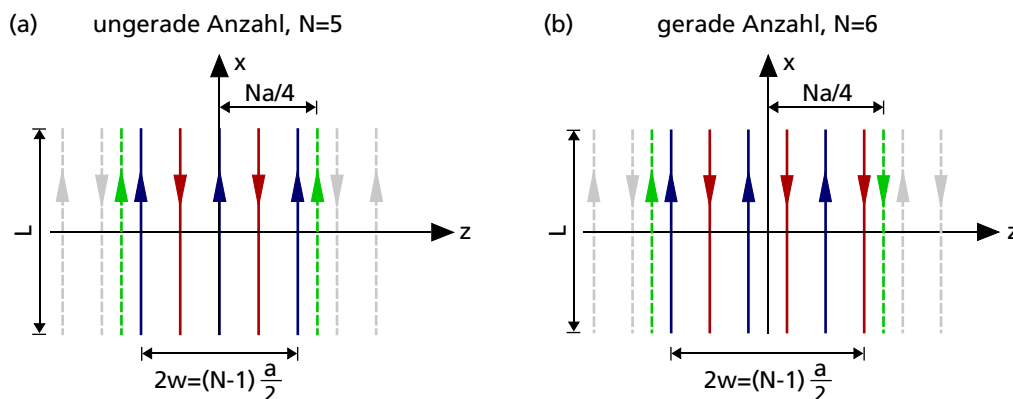 (a) ungerade Anzahl, N=5
x
Na/4
L
z
2w=(N-1) a/2
(b) gerade Anzahl, N=6
x
Na/4
L
z
2w=(N-1) a/2